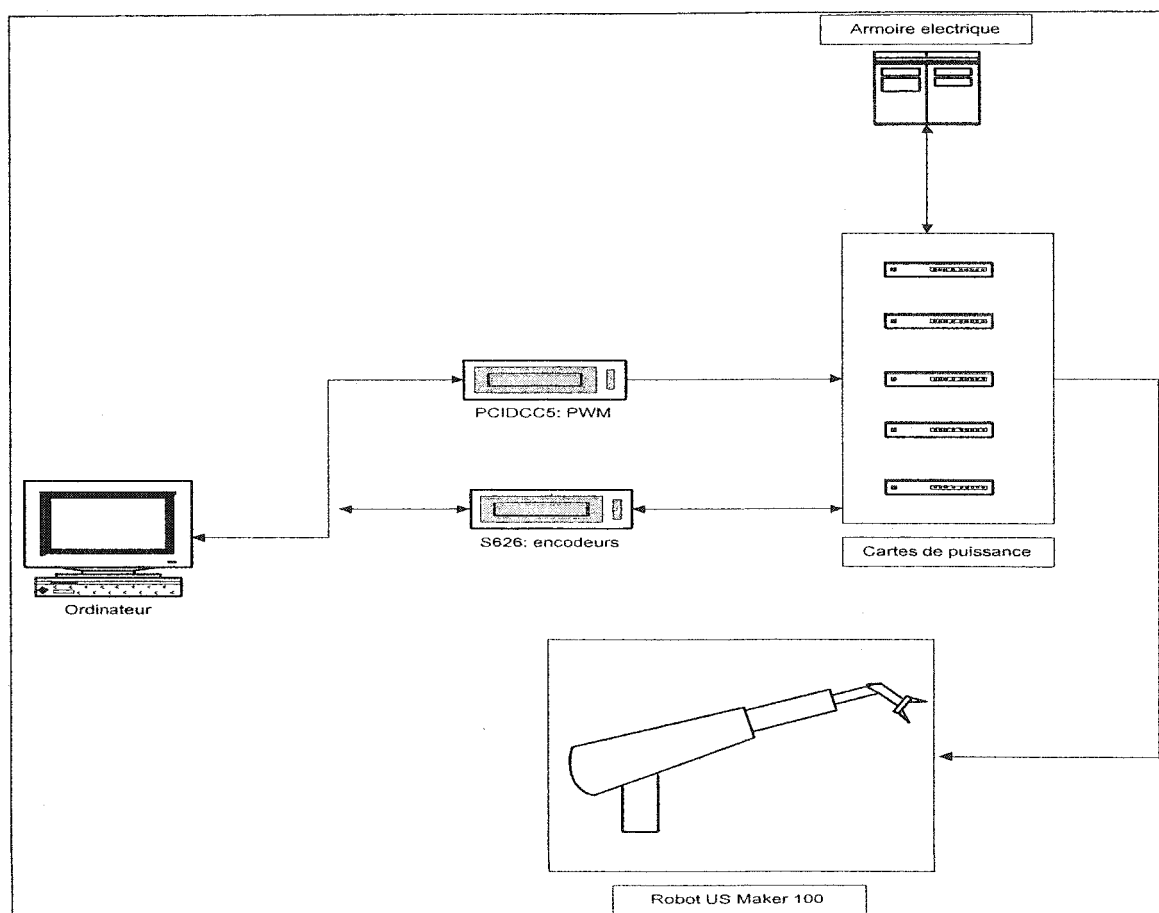 Armoire electrique
PCIDCC5: PWM
S626: encodeurs
Cartes de puissance
Ordinateur
Robot US Maker 100